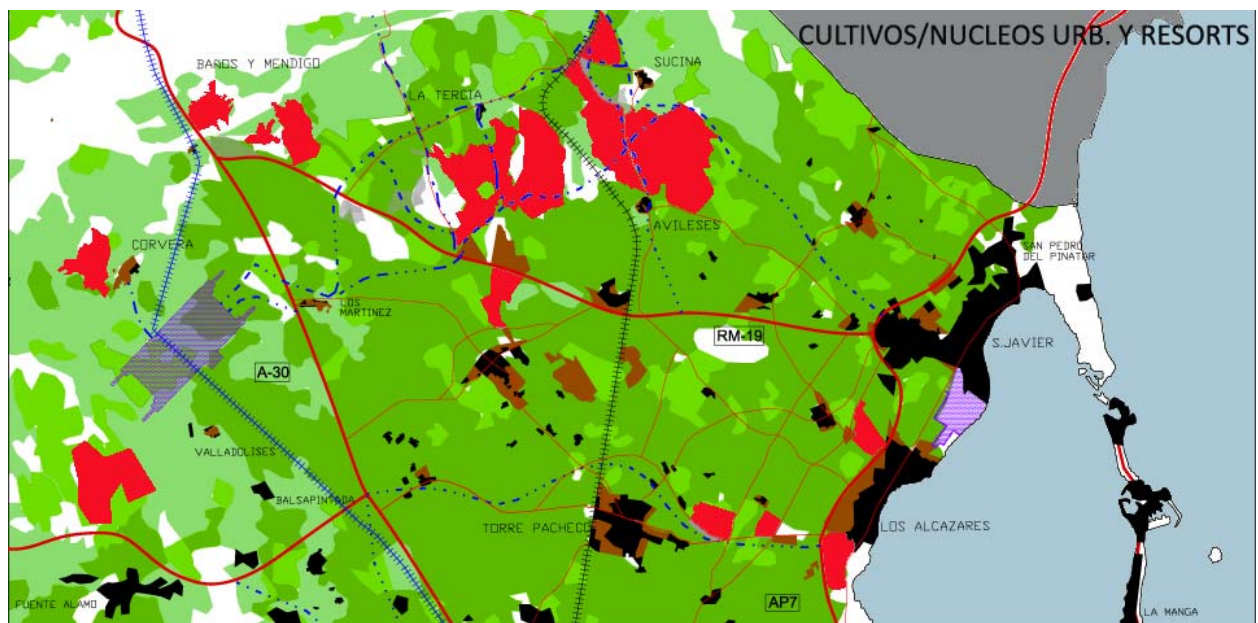 CULTIVOS/NUCLEOS URB. Y RESORTS
BAÑOS Y MENDIGO
SUCINA
LA TERCIA
AVILESES
CORVERA
SAN PEDRO
DEL PINATAR
LOS
MARTINEZ
RM-19
S.JAVIER
A-30
VALLADOLISES
BALSAPINTADA
TORRE PACHECO
LOS ALCAZARES
FUENTE ALAMO
AP7
LA MANGA